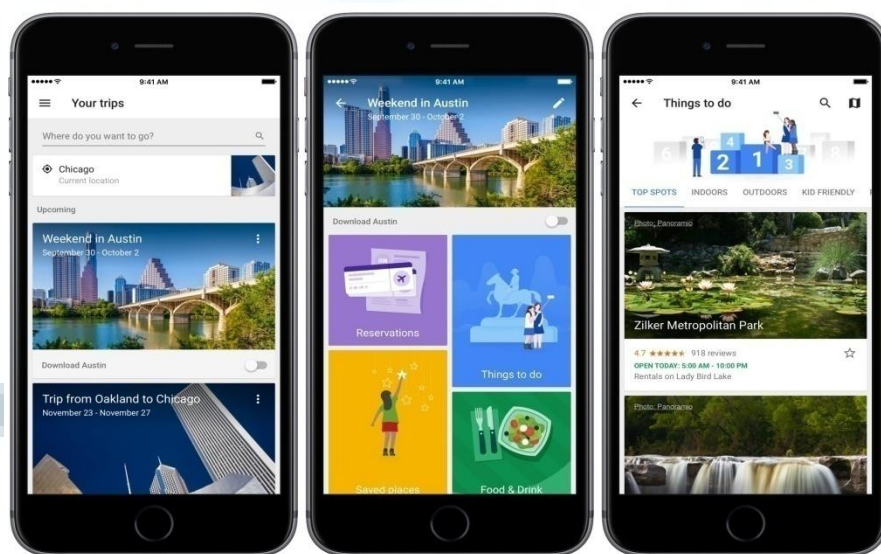 9:41 AM
Your trips
Where do you want to go?
Chicago
Current location
Upcoming
Weekend in Austin
September 30 - October 2
Download Austin
Trip from Oakland to Chicago
November 23 - November 27
9:41 AM
Weekend in Austin
September 30 - October 2
Download Austin
Reservations
Things to do
Saved places
Food & Drink
9:41 AM
Things to do
6 4 2 1 3 8
TOP SPOTS INDOORS OUTDOORS KID FRIENDLY
Photo: Panoramio
Zilker Metropolitan Park
4.7 918 reviews
OPEN TODAY: 5:00 AM - 10:00 PM
Rentals on Lady Bird Lake
Photo: Panoramio